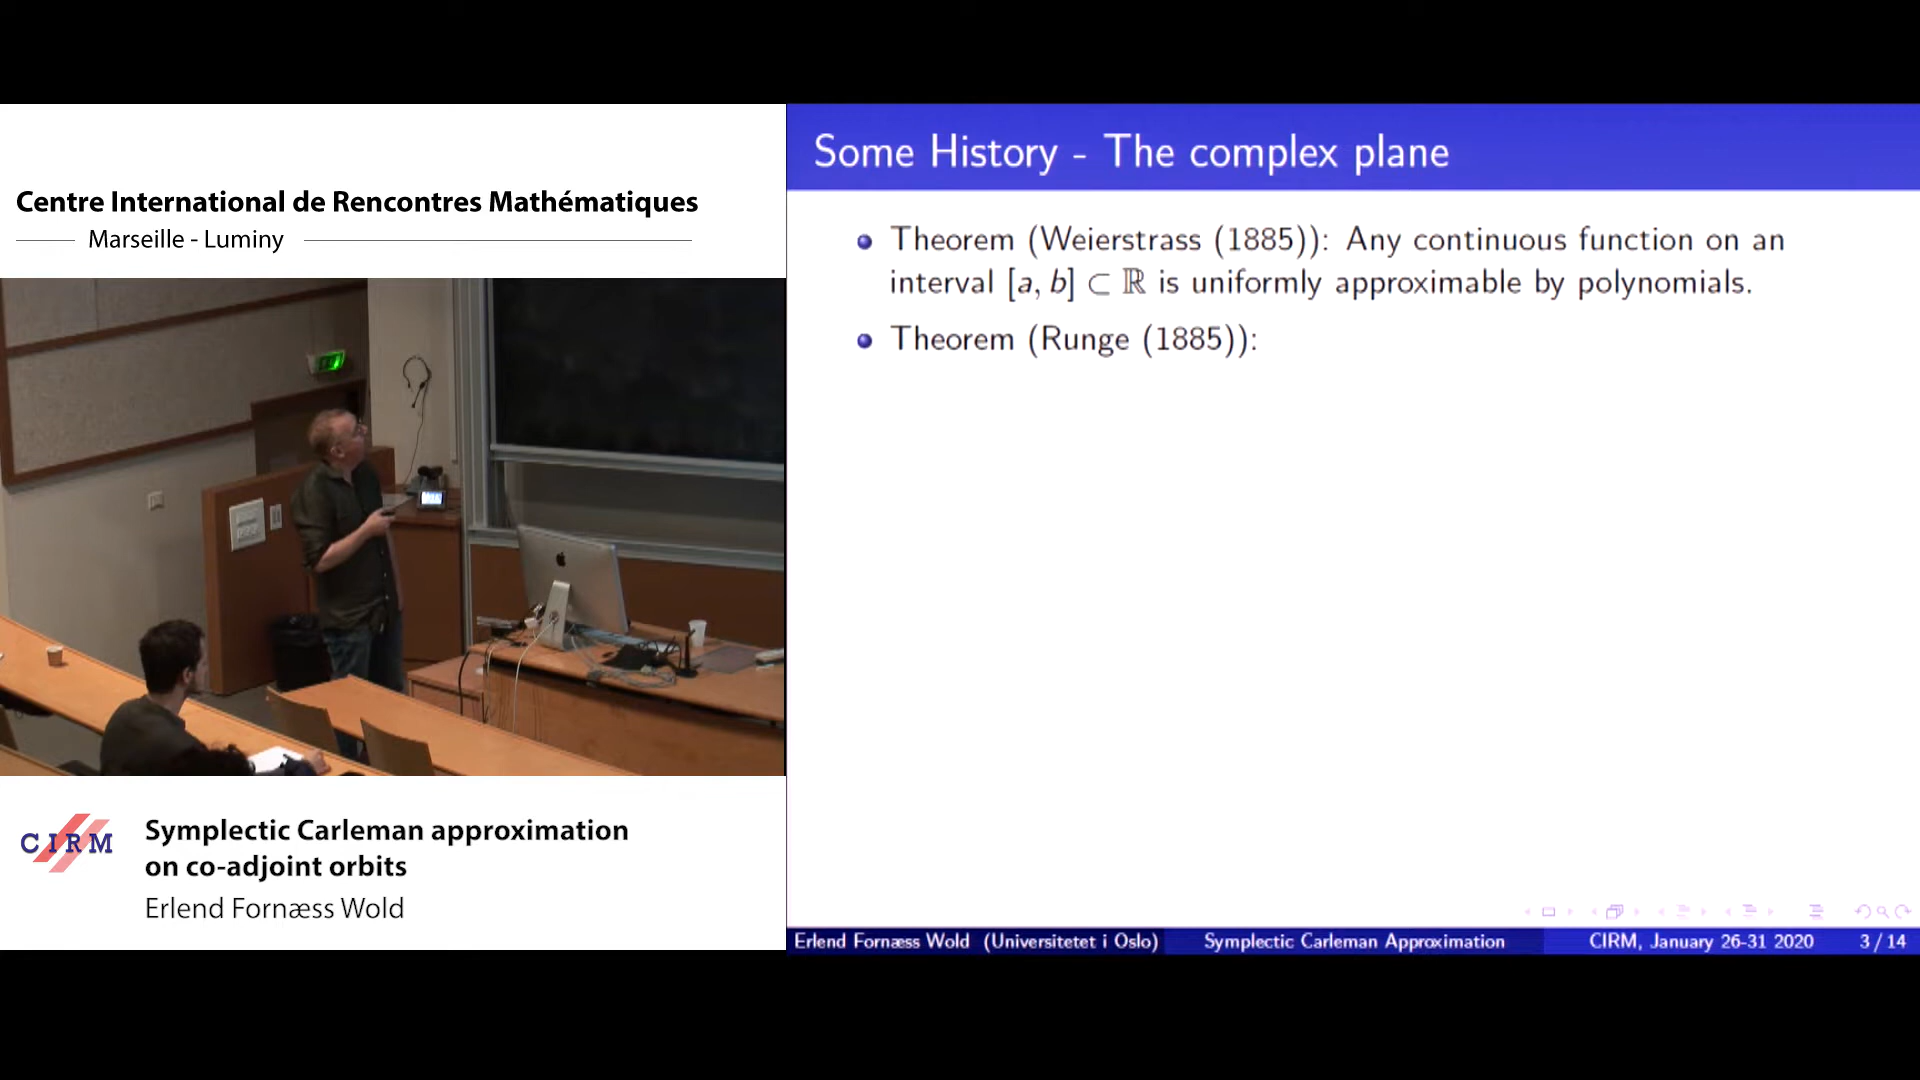 Centre International de Rencontres Mathématiques
Marseille - Luminy
CIRM
Symplectic Carleman approximation
on co-adjoint orbits
Erlend Fornæss Wold
Some History - The complex plane
Theorem (Weierstrass (1885)): Any continuous function on an
interval [a, b] ⊂ ℝ is uniformly approximable by polynomials.
Theorem (Runge (1885)):
Erlend Fornæss Wold (Universitetet i Oslo)
Symplectic Carleman Approximation
CIRM, January 26-31 2020
3 / 14